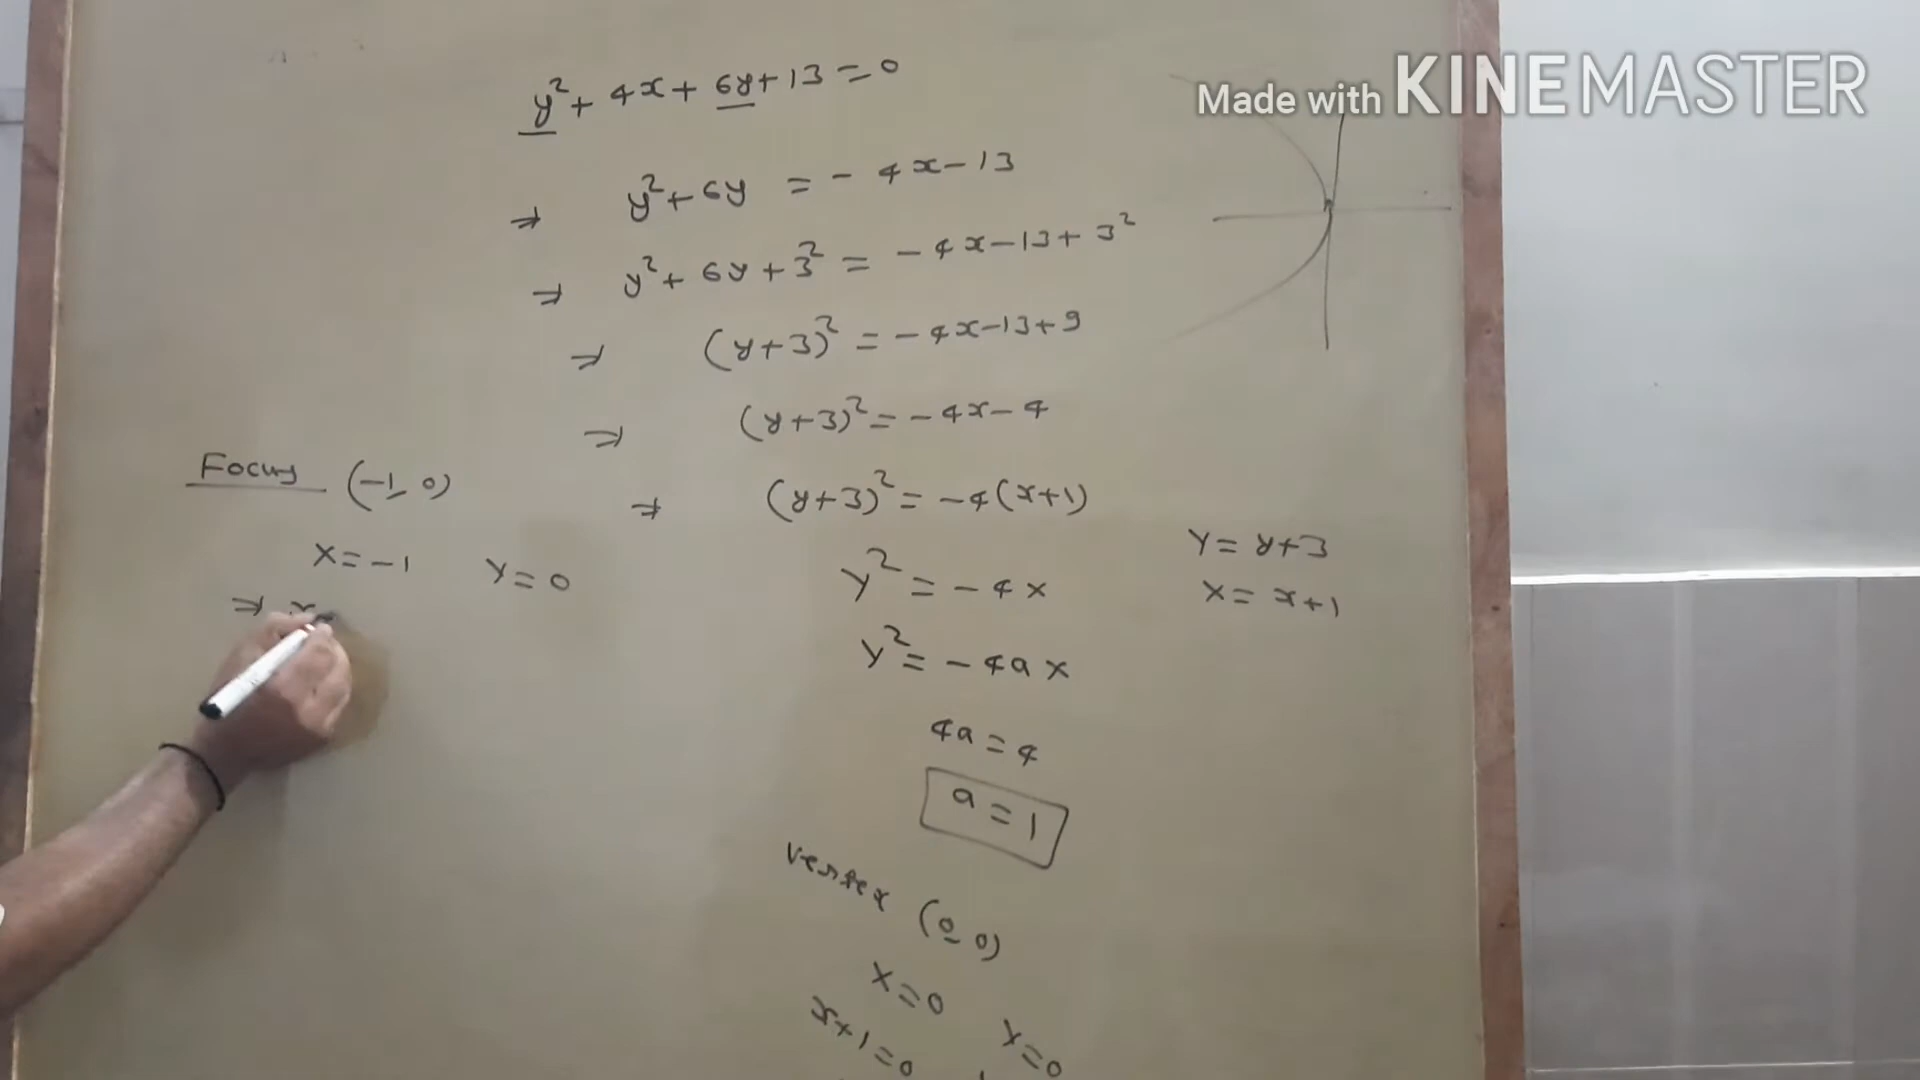 Made with KINEMASTER
y² + 4x + 6y + 13 = 0
⇒ y² + 6y = - 4x - 13
⇒ y² + 6y + 3² = - 4x - 13 + 3²
⇒ (y+3)² = - 4x - 13 + 9
⇒ (y+3)² = - 4x - 4
⇒ (y+3)² = -4(x+1)
Y² = - 4X
Y = y+3
X = x+1
Y² = - 4aX
4a = 4
a = 1
Vertex (0, 0)
X = 0 Y = 0
x+1 = 0
Focus (-1, 0)
X = -1 Y = 0
⇒ x